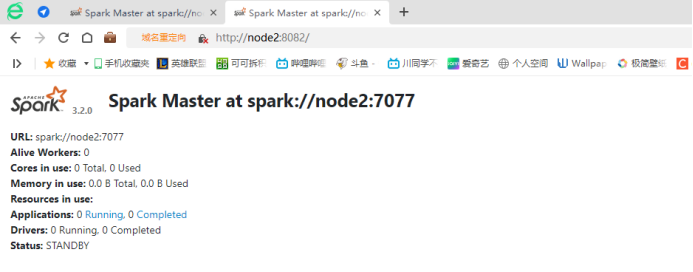 Spark Master at spark://no
Spark Master at spark://no
域名重定向 http://node2:8082/
收藏 手机收藏夹 英雄联盟 可可拆积 哔哩哔哩 斗鱼 - 川同学不 爱奇艺 个人空间 Wallpap 极简壁纸
APACHE Spark 3.2.0 Spark Master at spark://node2:7077
URL: spark://node2:7077
Alive Workers: 0
Cores in use: 0 Total, 0 Used
Memory in use: 0.0 B Total, 0.0 B Used
Resources in use:
Applications: 0 Running, 0 Completed
Drivers: 0 Running, 0 Completed
Status: STANDBY